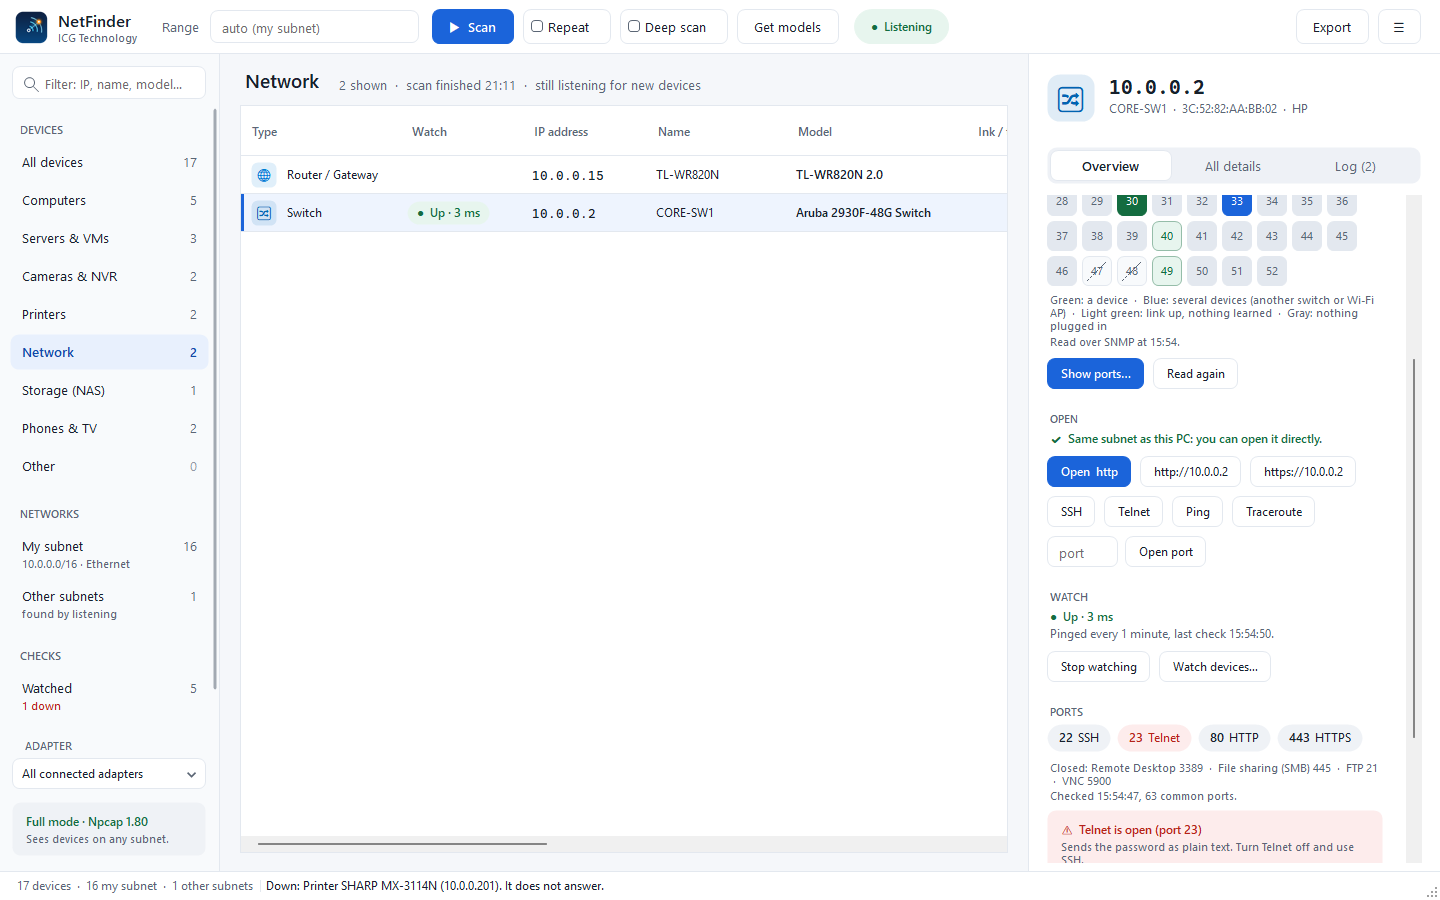 NetFinder
ICG Technology
Range
auto (my subnet)
Scan
Repeat
Deep scan
Get models
Listening
Export
Filter: IP, name, model...
DEVICES
All devices 17
Computers 5
Servers & VMs 3
Cameras & NVR 2
Printers 2
Network 2
Storage (NAS) 1
Phones & TV 2
Other 0
NETWORKS
My subnet 16
10.0.0.0/16 · Ethernet
Other subnets 1
found by listening
CHECKS
Watched 5
1 down
ADAPTER
All connected adapters
Full mode · Npcap 1.80
Sees devices on any subnet.
Network 2 shown · scan finished 21:11 · still listening for new devices
Type Watch IP address Name Model Ink /
Router / Gateway 10.0.0.15 TL-WR820N TL-WR820N 2.0
Switch Up · 3 ms 10.0.0.2 CORE-SW1 Aruba 2930F-48G Switch
10.0.0.2
CORE-SW1 · 3C:52:82:AA:BB:02 · HP
Overview All details Log (2)
28 29 30 31 32 33 34 35 36
37 38 39 40 41 42 43 44 45
46 47 48 49 50 51 52
Green: a device · Blue: several devices (another switch or Wi-Fi
AP) · Light green: link up, nothing learned · Gray: nothing
plugged in
Read over SNMP at 15:54.
Show ports... Read again
OPEN
Same subnet as this PC: you can open it directly.
Open http http://10.0.0.2 https://10.0.0.2
SSH Telnet Ping Traceroute
port Open port
WATCH
Up · 3 ms
Pinged every 1 minute, last check 15:54:50.
Stop watching Watch devices...
PORTS
22 SSH 23 Telnet 80 HTTP 443 HTTPS
Closed: Remote Desktop 3389 · File sharing (SMB) 445 · FTP 21
· VNC 5900
Checked 15:54:47, 63 common ports.
Telnet is open (port 23)
Sends the password as plain text. Turn Telnet off and use
SSH.
17 devices · 16 my subnet · 1 other subnets Down: Printer SHARP MX-3114N (10.0.0.201). It does not answer.